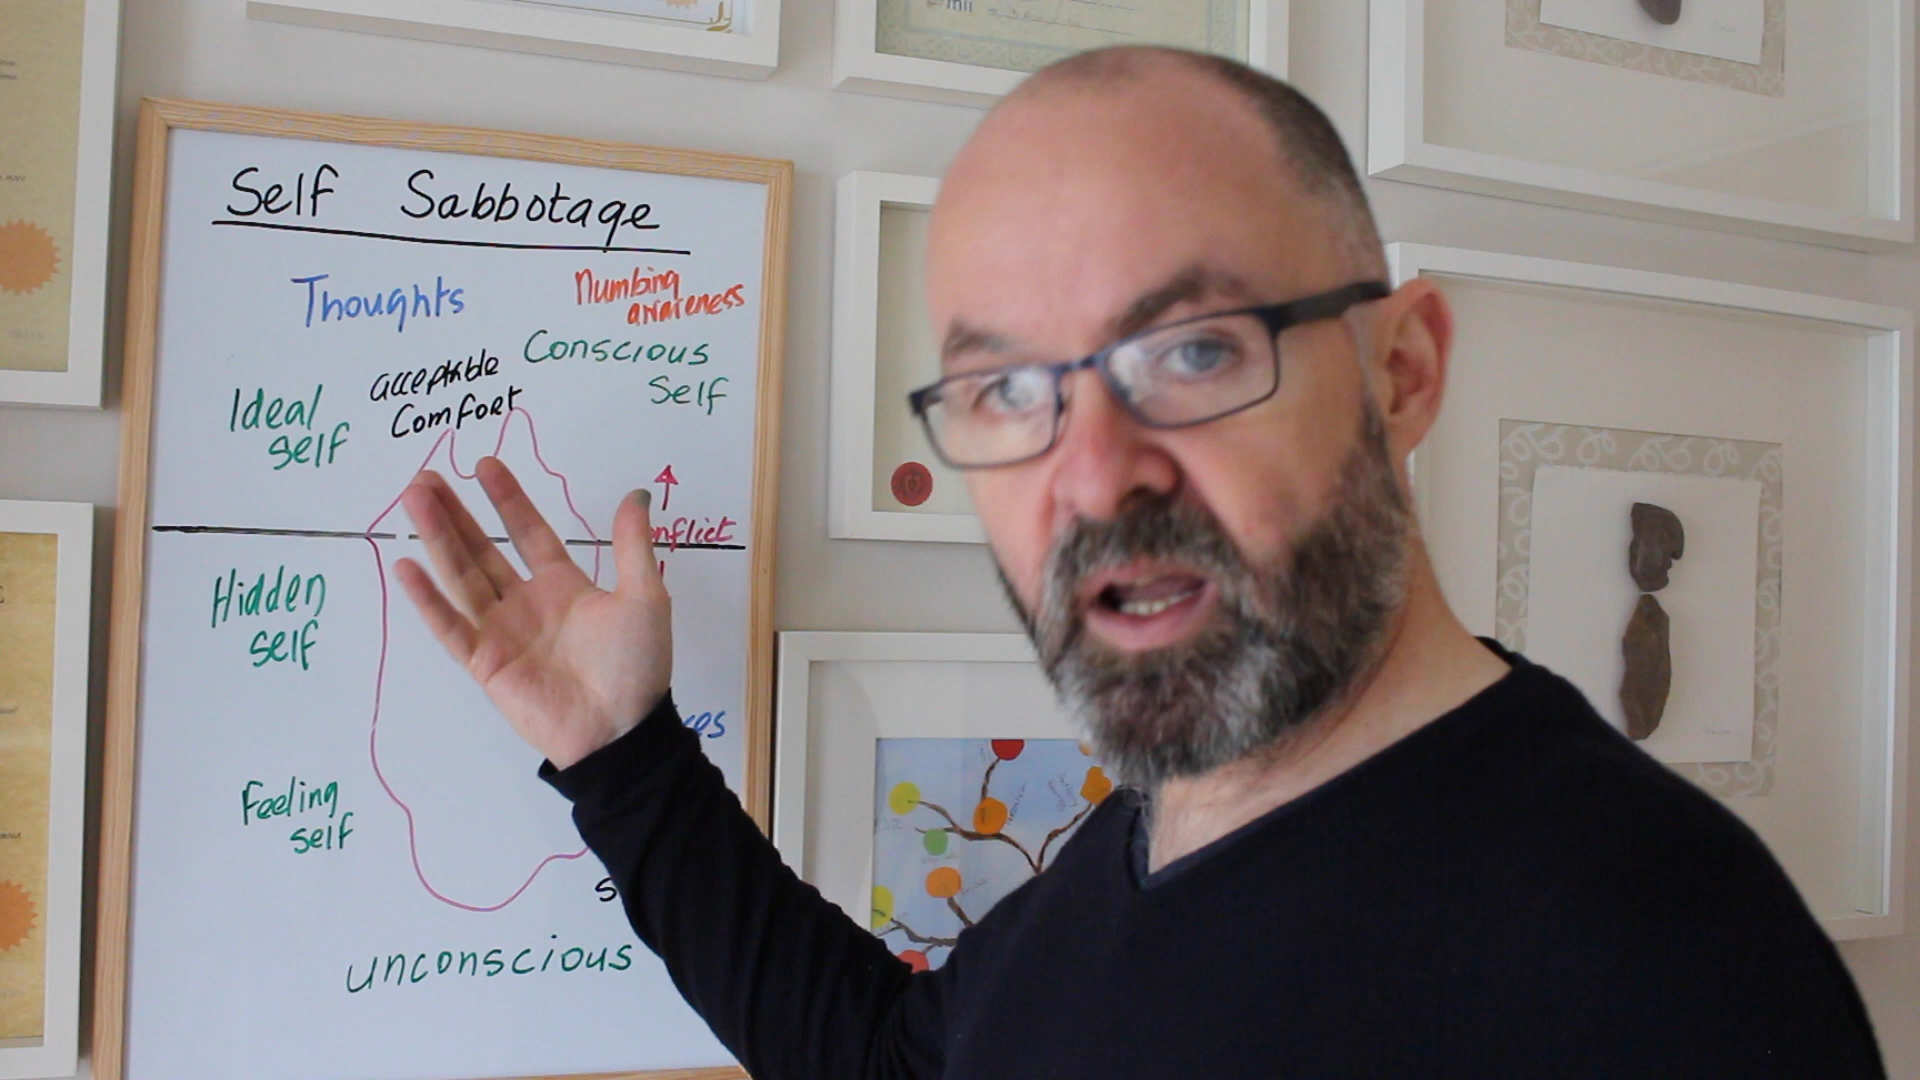 Self Sabbotage
Thoughts
Numbing
awareness
acceptable
Comfort
Conscious
Self
Ideal
self
Hidden
self
Feeling
self
unconscious